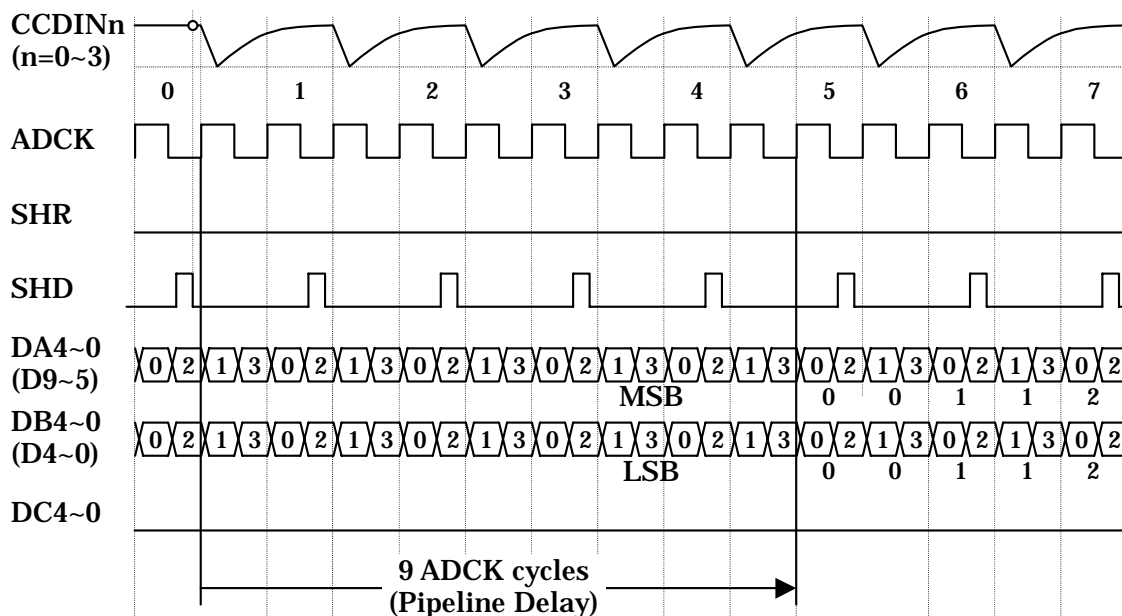 CCDINn
(n=0~3)
0 1 2 3 4 5 6 7
ADCK
SHR
SHD
DA4~0
(D9~5)
0 2 1 3 0 2 1 3 0 2 1 3 0 2 1 3 0 2 1 3 0 2 1 3 0 2 1 3 0 2
MSB 0 0 1 1 2
DB4~0
(D4~0)
0 2 1 3 0 2 1 3 0 2 1 3 0 2 1 3 0 2 1 3 0 2 1 3 0 2 1 3 0 2
LSB 0 0 1 1 2
DC4~0
9 ADCK cycles
(Pipeline Delay)